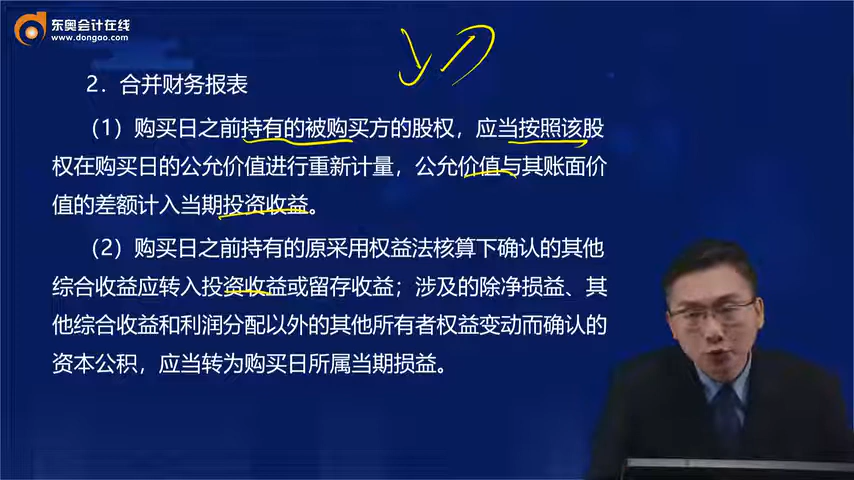 东奥会计在线
www.dongao.com
2．合并财务报表
（1）购买日之前持有的被购买方的股权，应当按照该股
权在购买日的公允价值进行重新计量，公允价值与其账面价
值的差额计入当期投资收益。
（2）购买日之前持有的原采用权益法核算下确认的其他
综合收益应转入投资收益或留存收益；涉及的除净损益、其
他综合收益和利润分配以外的其他所有者权益变动而确认的
资本公积，应当转为购买日所属当期损益。